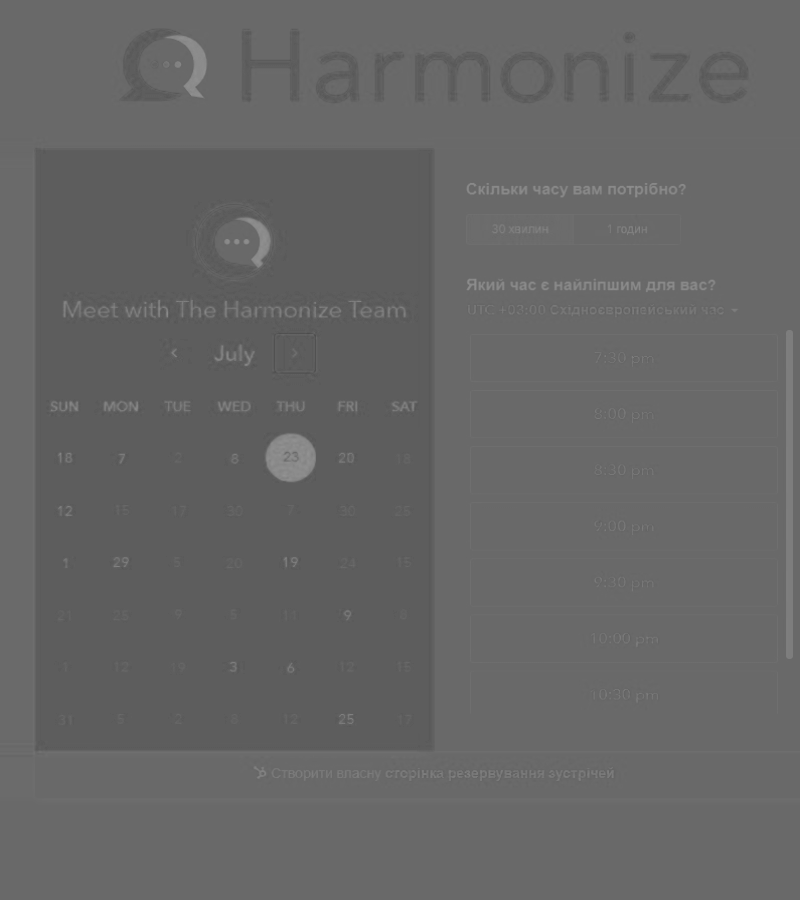 Harmonize
Meet with The Harmonize Team
July
SUN MON TUE WED THU FRI SAT
18 7 2 6 23 20 18
12 15 17 30 7 30 25
1 29 5 20 19 24 15
21 25 9 5 11 9 6
1 12 19 3 6 12 15
31 5 2 8 12 25 17
Скільки часу вам потрібно?
30 хвилин 1 годин
Який час є найліпшим для вас?
UTC +03:00 Східноєвропейський час
7:30 pm
8:00 pm
8:30 pm
9:00 pm
9:30 pm
10:00 pm
10:30 pm
Створити власну сторінка резервування зустрічей